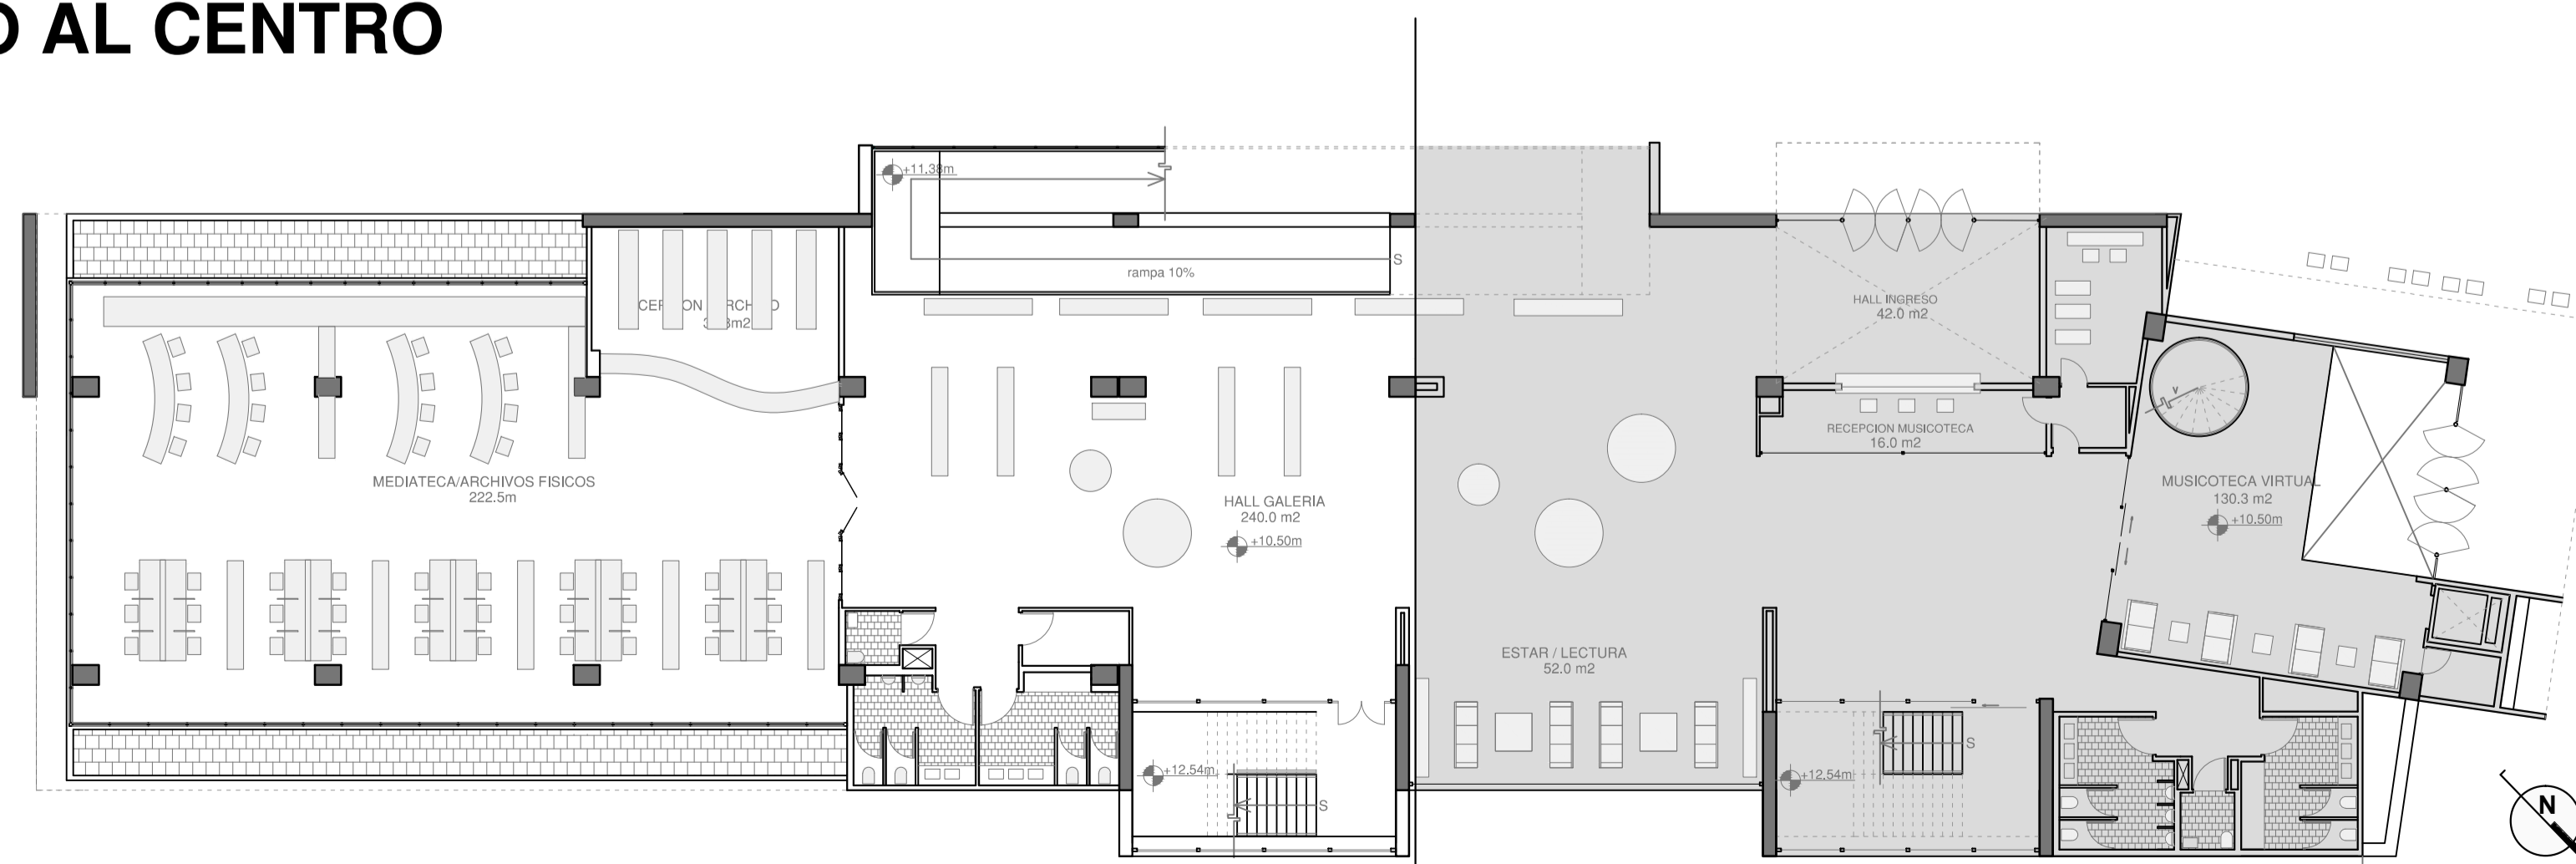 O AL CENTRO
+11.38m
S
rampa 10%
HALL INGRESO
42.0 m2
RECEPCION MUSICOTECA
16.0 m2
v
MEDIATECA/ARCHIVOS FISICOS
222.5m
HALL GALERIA
240.0 m2
+10.50m
MUSICOTECA VIRTUAL
130.3 m2
+10.50m
ESTAR / LECTURA
52.0 m2
+12.54m
S
+12.54m
S
N